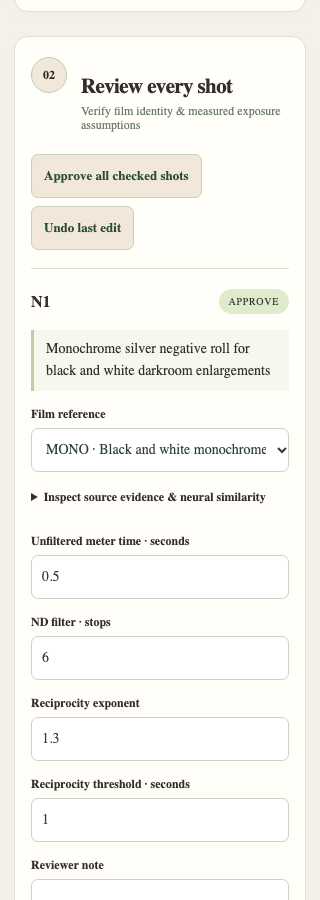 02
Review every shot
Verify film identity & measured exposure
assumptions
Approve all checked shots
Undo last edit
N1
APPROVE
Monochrome silver negative roll for
black and white darkroom enlargements
Film reference
MONO · Black and white monochrome
Inspect source evidence & neural similarity
Unfiltered meter time · seconds
0.5
ND filter · stops
6
Reciprocity exponent
1.3
Reciprocity threshold · seconds
1
Reviewer note